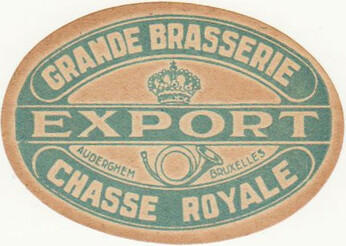 GRANDE BRASSERIE
EXPORT
AUDERGHEM BRUXELLES
CHASSE ROYALE